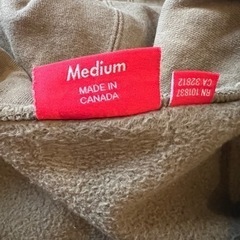 Medium
MADE IN
CANADA
RN 101837
CA 32812